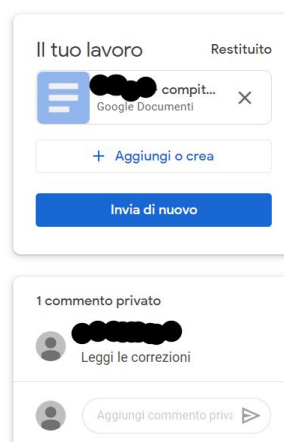 Il tuo lavoro
Restituito
compit...
Google Documenti
+ Aggiungi o crea
Invia di nuovo
1 commento privato
Leggi le correzioni
Aggiungi commento priva